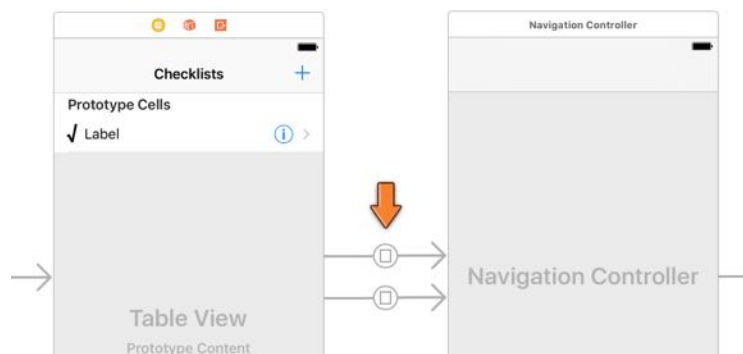 Navigation Controller
Checklists
Prototype Cells
√ Label
Navigation Controller
Table View
Prototype Content